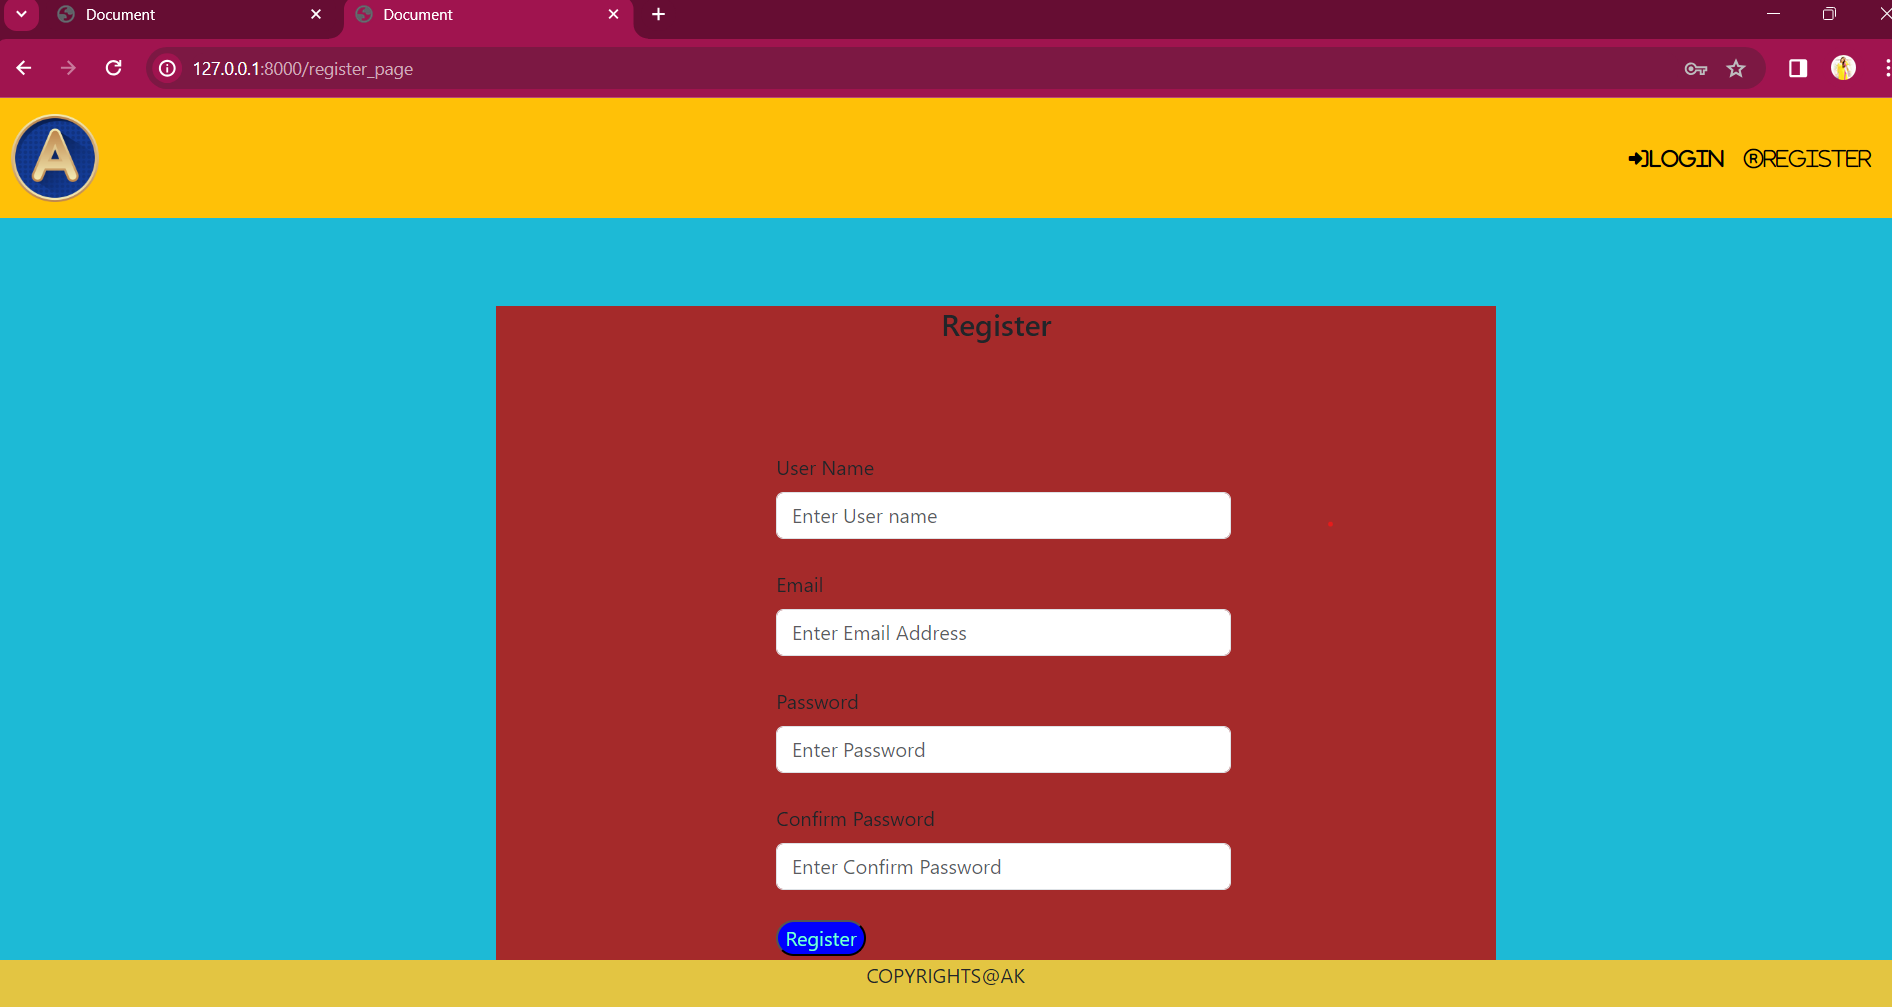 Document
Document
127.0.0.1:8000/register_page
A
LOGIN ®REGISTER
Register
User Name
Enter User name
Email
Enter Email Address
Password
Enter Password
Confirm Password
Enter Confirm Password
Register
COPYRIGHTS@AK